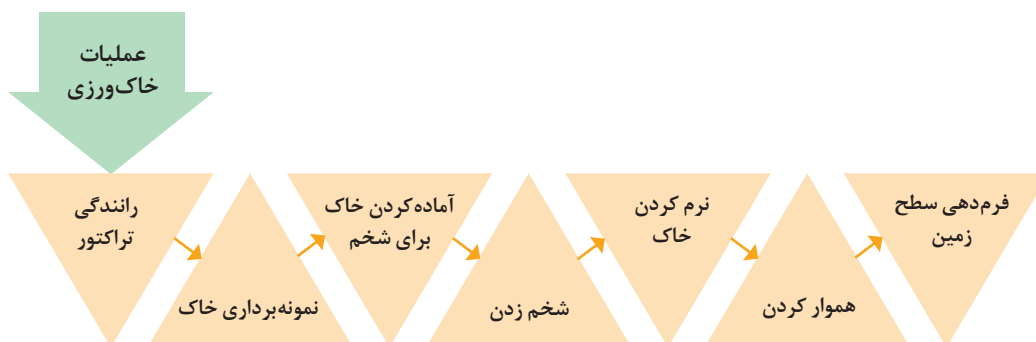 عملیات
خاک‌ورزی
رانندگی
تراکتور
نمونه‌برداری خاک
آماده‌کردن خاک
برای شخم
شخم زدن
نرم کردن
خاک
هموار کردن
فرم‌دهی سطح
زمین